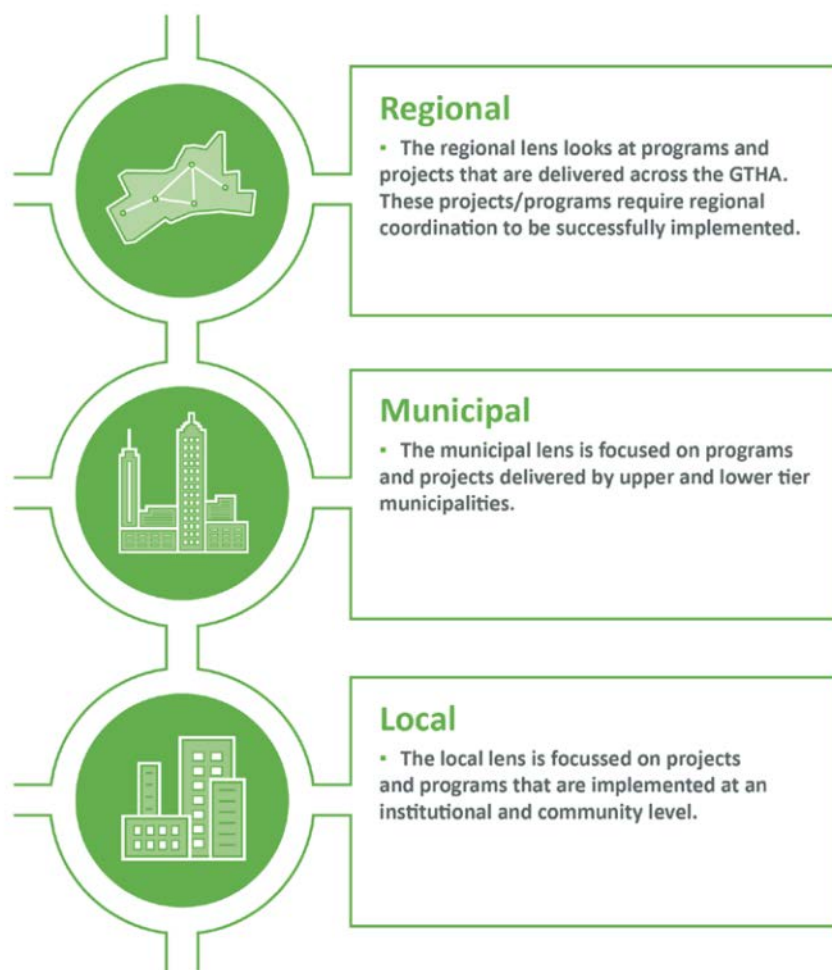 Regional
▪ The regional lens looks at programs and
projects that are delivered across the GTHA.
These projects/programs require regional
coordination to be successfully implemented.
Municipal
▪ The municipal lens is focused on programs
and projects delivered by upper and lower tier
municipalities.
Local
▪ The local lens is focussed on projects
and programs that are implemented at an
institutional and community level.